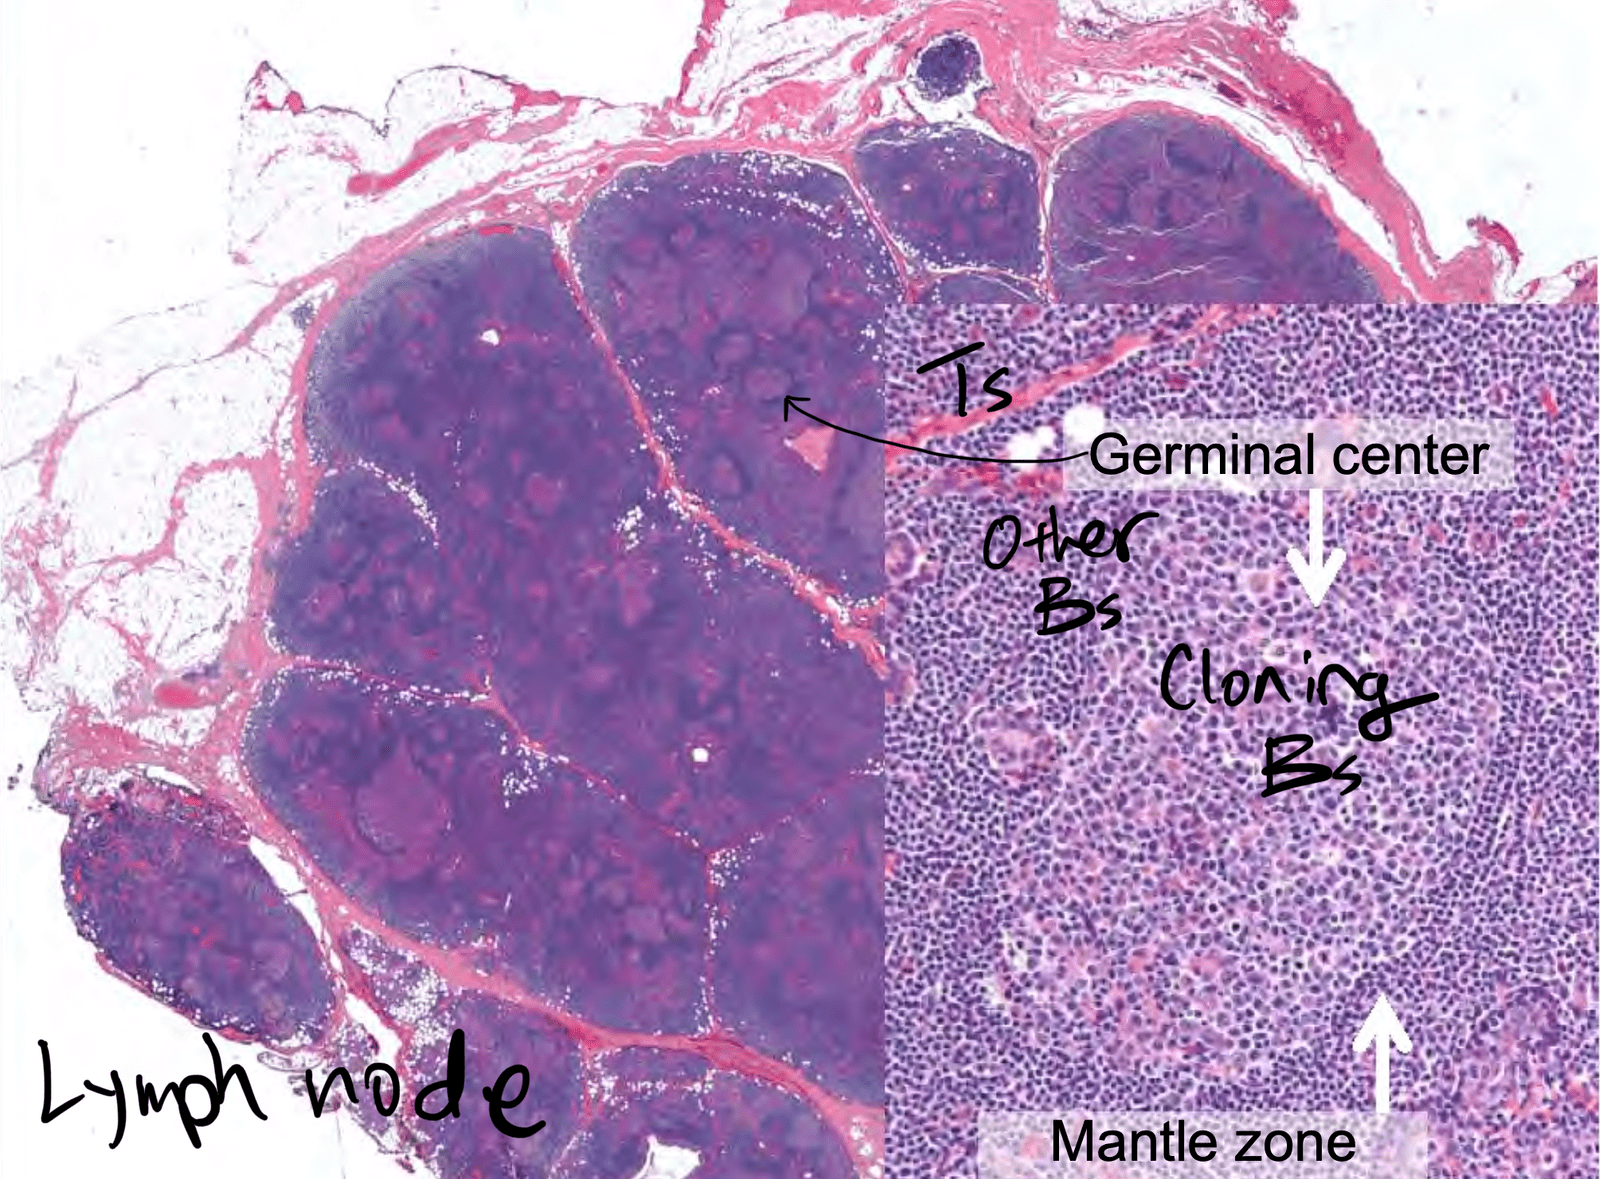 Ts
Germinal center
Other
Bs
Cloning
Bs
Lymph node
Mantle zone